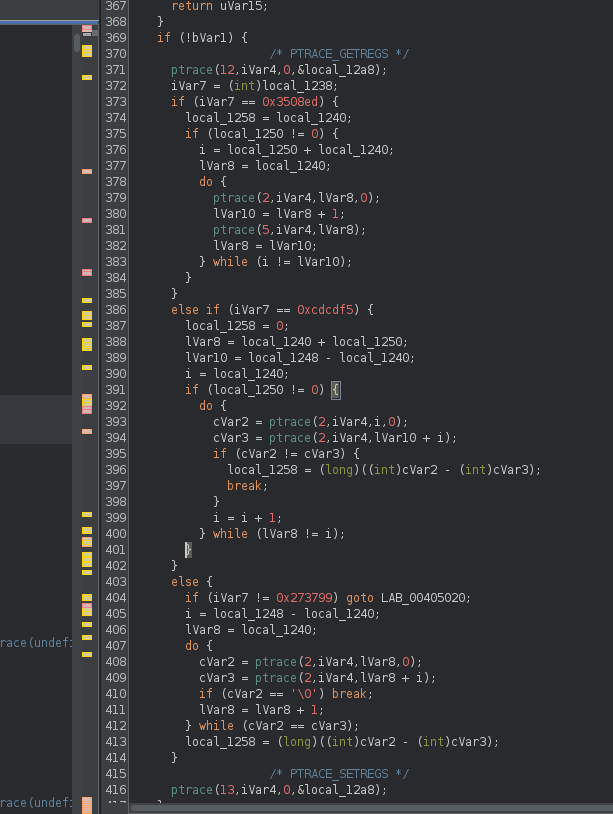 367 return uVar15;
368 }
369 if (!bVar1) {
370 /* PTRACE_GETREGS */
371 ptrace(12,iVar4,0,&local_12a8);
372 iVar7 = (int)local_1238;
373 if (iVar7 == 0x3508ed) {
374 local_1258 = local_1240;
375 if (local_1250 != 0) {
376 i = local_1250 + local_1240;
377 lVar8 = local_1240;
378 do {
379 ptrace(2,iVar4,lVar8,0);
380 lVar10 = lVar8 + 1;
381 ptrace(5,iVar4,lVar8);
382 lVar8 = lVar10;
383 } while (i != lVar10);
384 }
385 }
386 else if (iVar7 == 0xcdcdf5) {
387 local_1258 = 0;
388 lVar8 = local_1240 + local_1250;
389 lVar10 = local_1248 - local_1240;
390 i = local_1240;
391 if (local_1250 != 0) {
392 do {
393 cVar2 = ptrace(2,iVar4,i,0);
394 cVar3 = ptrace(2,iVar4,lVar10 + i);
395 if (cVar2 != cVar3) {
396 local_1258 = (long)((int)cVar2 - (int)cVar3);
397 break;
398 }
399 i = i + 1;
400 } while (lVar8 != i);
401 }
402 }
403 else {
404 if (iVar7 != 0x273799) goto LAB_00405020;
405 i = local_1248 - local_1240;
406 lVar8 = local_1240;
407 do {
408 cVar2 = ptrace(2,iVar4,lVar8,0);
409 cVar3 = ptrace(2,iVar4,lVar8 + i);
410 if (cVar2 == '\0') break;
411 lVar8 = lVar8 + 1;
412 } while (cVar2 == cVar3);
413 local_1258 = (long)((int)cVar2 - (int)cVar3);
414 }
415 /* PTRACE_SETREGS */
416 ptrace(13,iVar4,0,&local_12a8);
race(undef
race(undef